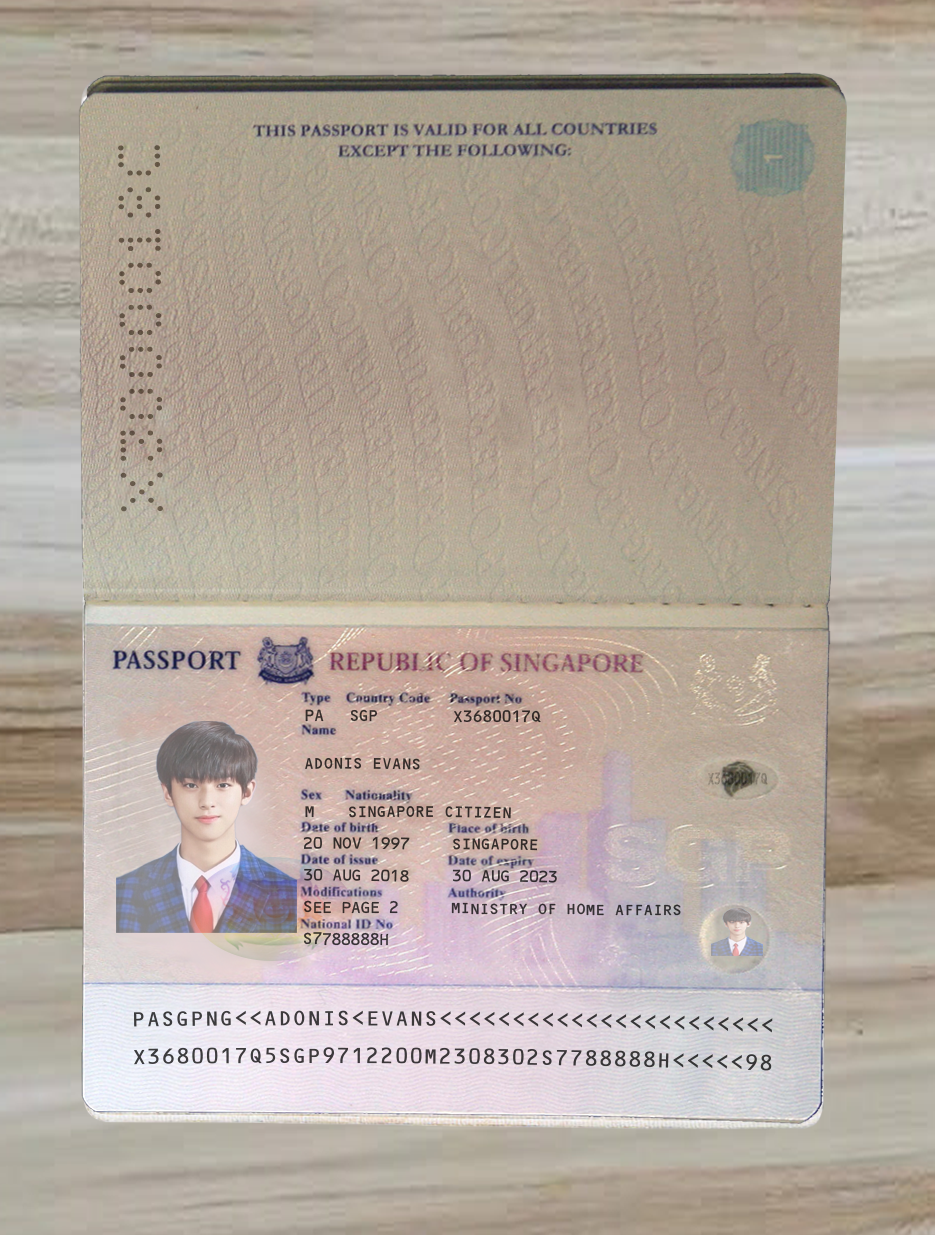 THIS PASSPORT IS VALID FOR ALL COUNTRIES
EXCEPT THE FOLLOWING:
1
PASSPORT REPUBLIC OF SINGAPORE
Type Country Code Passport No
PA SGP X3680017Q
Name
ADONIS EVANS
X3680017Q
Sex Nationality
M SINGAPORE CITIZEN
Date of birth Place of birth
20 NOV 1997 SINGAPORE
SGP
Date of issue Date of expiry
30 AUG 2018 30 AUG 2023
Modifications Authority
SEE PAGE 2 MINISTRY OF HOME AFFAIRS
National ID No
S7788888H
PASGPNG<<ADONIS<EVANS<<<<<<<<<<<<<<<<<<<<<<<
X3680017Q5SGP9712200M2308302S7788888H<<<<<98